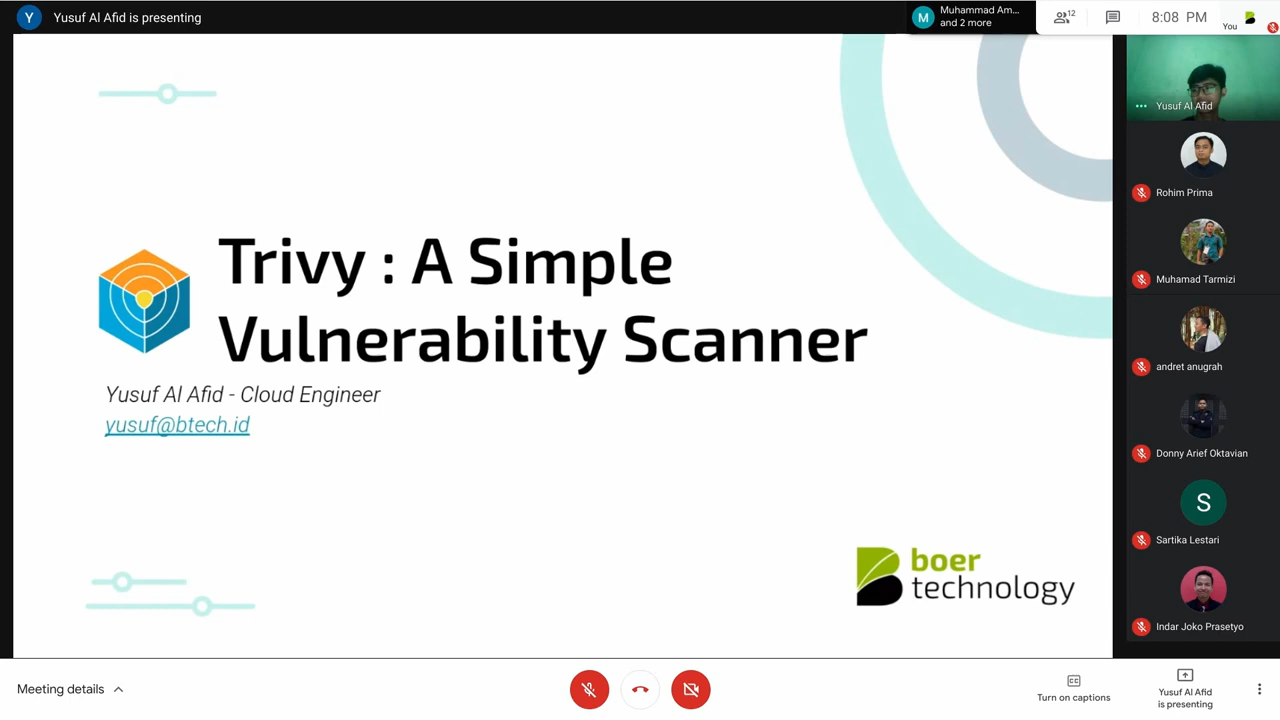 Y
Yusuf Al Afid is presenting
M
Muhammad Am...
and 2 more
12
8:08 PM
You
Trivy : A Simple
Vulnerability Scanner
Yusuf Al Afid - Cloud Engineer
yusuf@btech.id
boer
technology
Yusuf Al Afid
Rohim Prima
Muhamad Tarmizi
andret anugrah
Donny Arief Oktavian
S
Sartika Lestari
Indar Joko Prasetyo
Meeting details
CC
Turn on captions
Yusuf Al Afid
is presenting